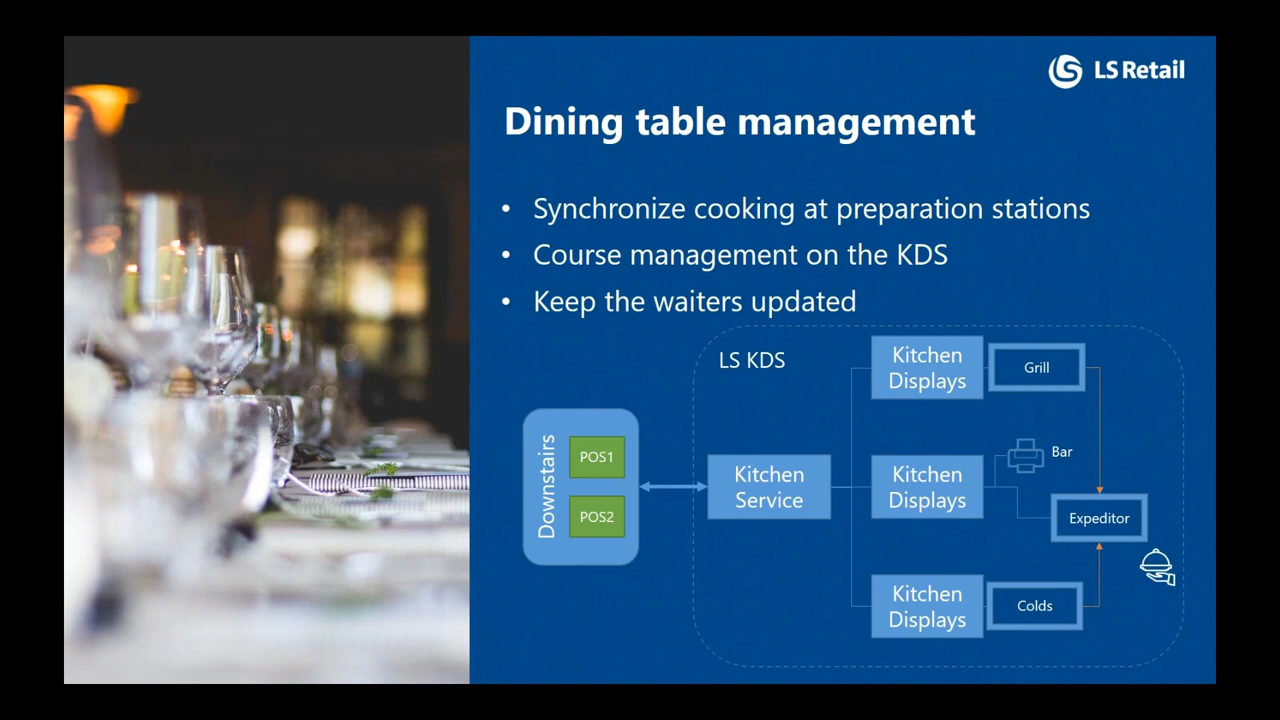 LS Retail
Dining table management
• Synchronize cooking at preparation stations
• Course management on the KDS
• Keep the waiters updated
LS KDS
Downstairs
POS1
POS2
Kitchen
Service
Kitchen
Displays
Grill
Kitchen
Displays
Bar
Expeditor
Kitchen
Displays
Colds